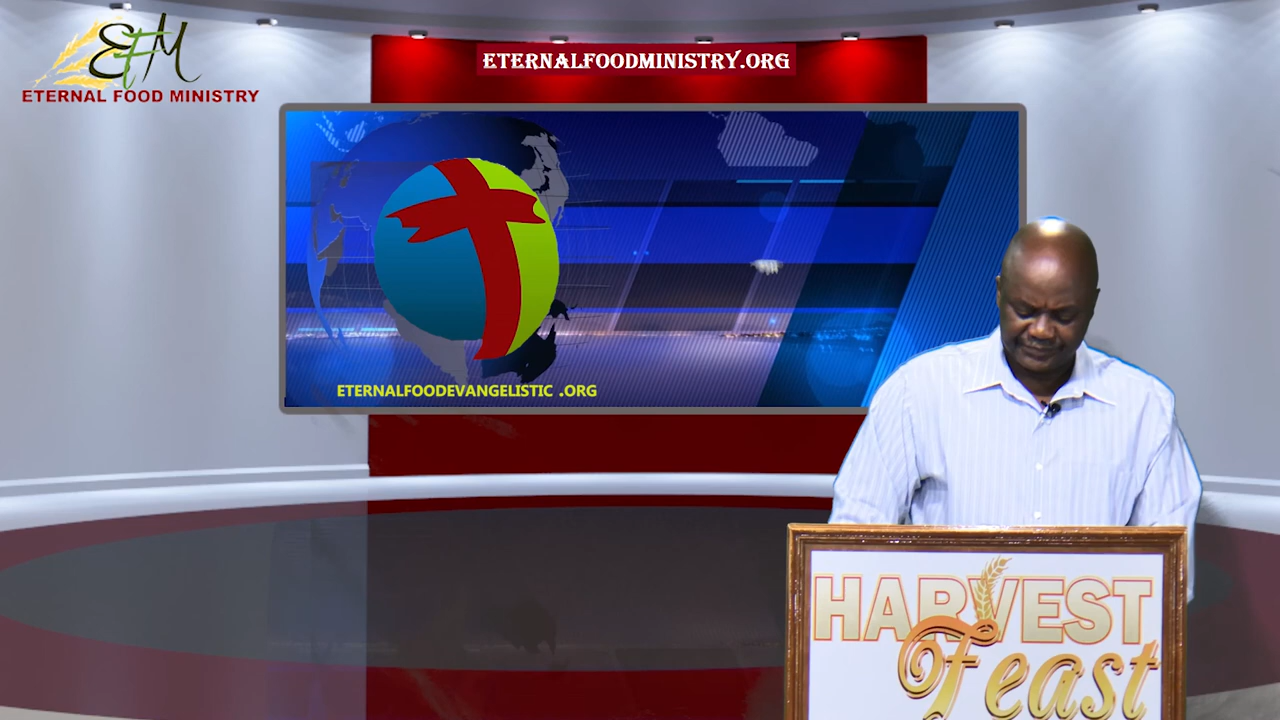 EFM
ETERNAL FOOD MINISTRY
ETERNALFOODMINISTRY.ORG
ETERNALFOODEVANGELISTIC .ORG
HARVEST
Feast